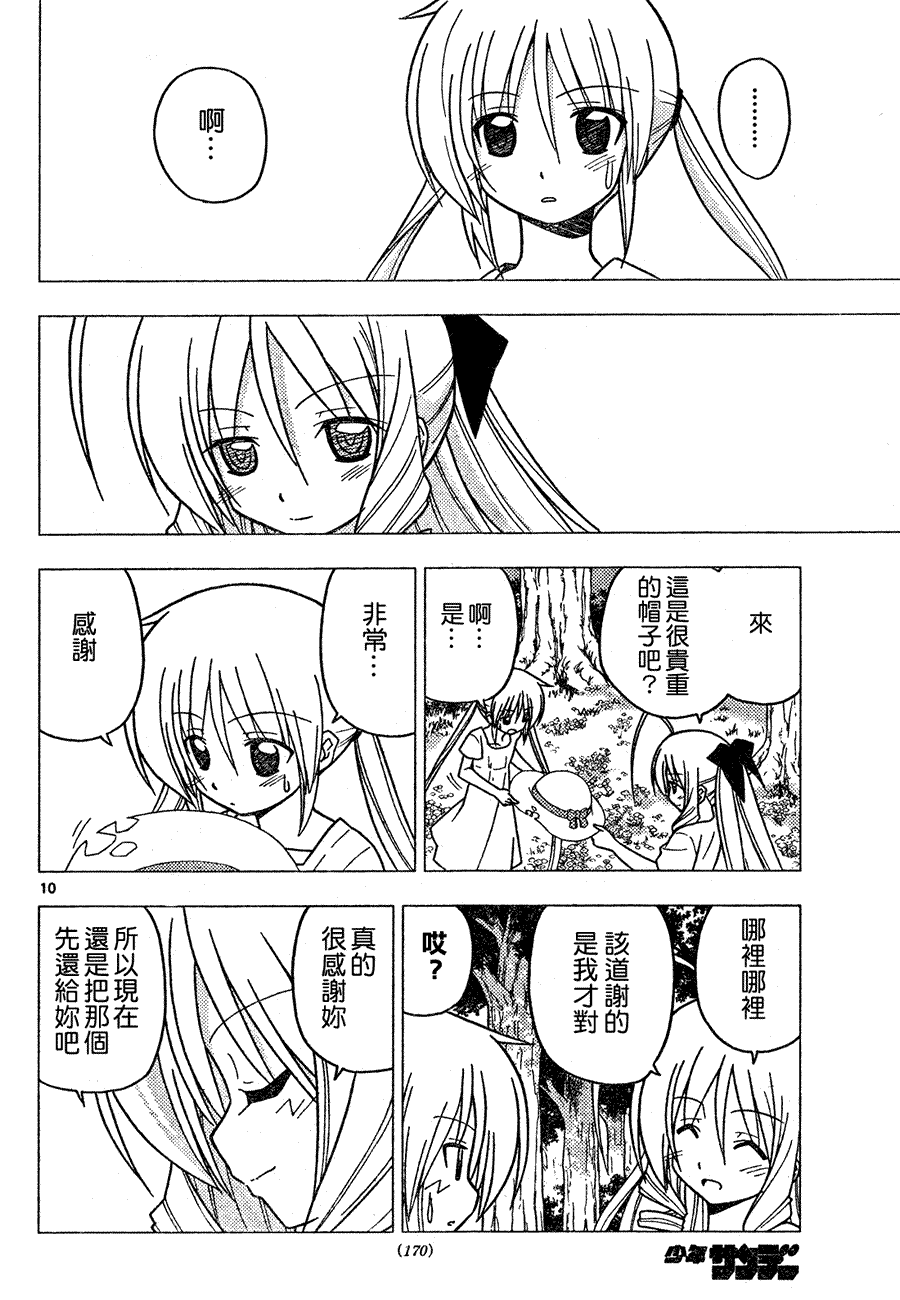 ⋯⋯⋯
啊⋯
來
這是很貴重
的帽子吧？
啊⋯
是⋯
非常⋯
感謝
10
哪裡哪裡
該道謝的
是我才對
哎？
真的
很感謝妳
所以現在
還是把那個
先還給妳吧
(170)
少年サンデー